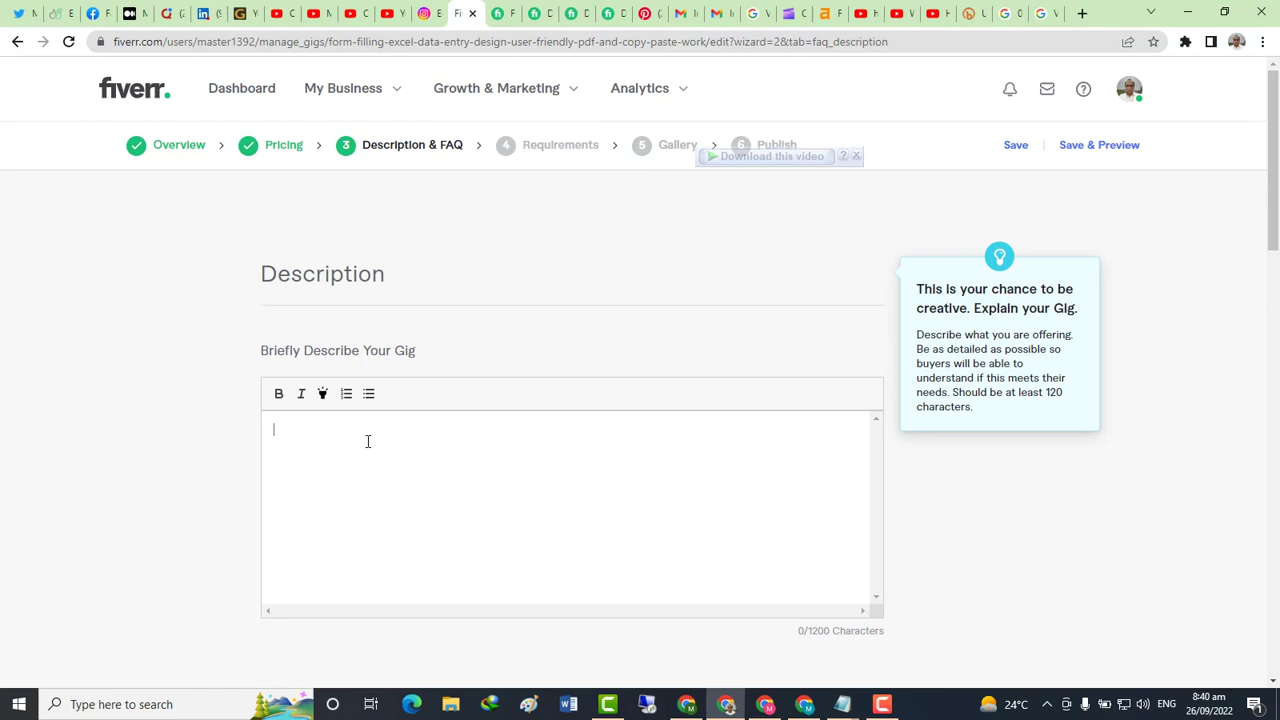 fiverr.com/users/master1392/manage_gigs/form-filling-excel-data-entry-design-user-friendly-pdf-and-copy-paste-work/edit?wizard=2&tab=faq_description
fiverr.
Dashboard
My Business
Growth & Marketing
Analytics
Overview
Pricing
3 Description & FAQ
4 Requirements
5 Gallery
6 Publish
Save
Save & Preview
Download this video
Description
Briefly Describe Your Gig
0/1200 Characters
This is your chance to be
creative. Explain your Gig.
Describe what you are offering.
Be as detailed as possible so
buyers will be able to
understand if this meets their
needs. Should be at least 120
characters.
Type here to search
24°C
ENG
8:40 am
26/09/2022